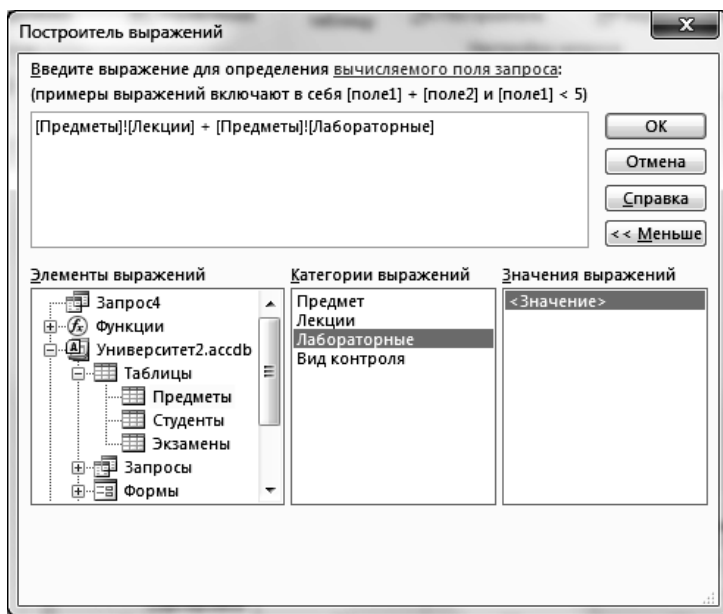 Построитель выражений
x
Введите выражение для определения вычисляемого поля запроса:
(примеры выражений включают в себя [поле1] + [поле2] и [поле1] < 5)
[Предметы]![Лекции] + [Предметы]![Лабораторные]
ОК
Отмена
Справка
<< Меньше
Элементы выражений
Запрос4
Функции
Университет2.accdb
Таблицы
Предметы
Студенты
Экзамены
Запросы
Формы
Категории выражений
Предмет
Лекции
Лабораторные
Вид контроля
Значения выражений
<Значение>